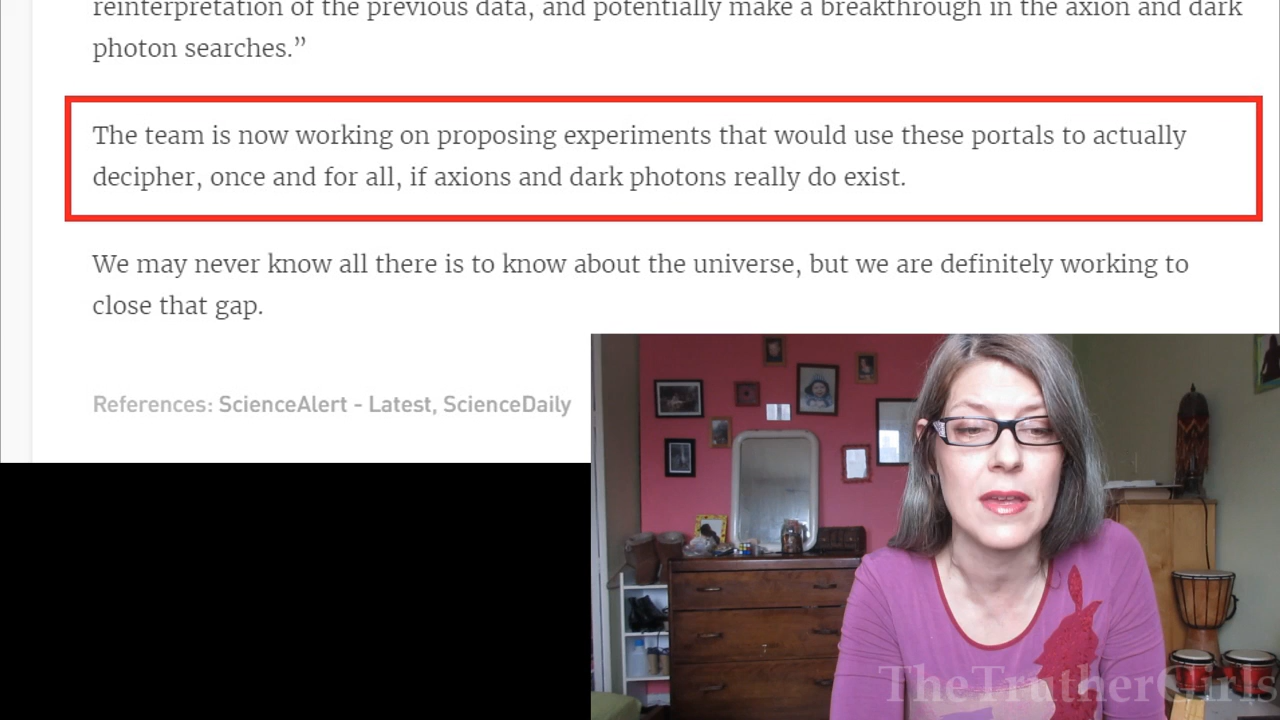 reinterpretation of the previous data, and potentially make a breakthrough in the axion and dark
photon searches.”
The team is now working on proposing experiments that would use these portals to actually
decipher, once and for all, if axions and dark photons really do exist.
We may never know all there is to know about the universe, but we are definitely working to
close that gap.
References: ScienceAlert - Latest, ScienceDaily
TheTrutherGirls